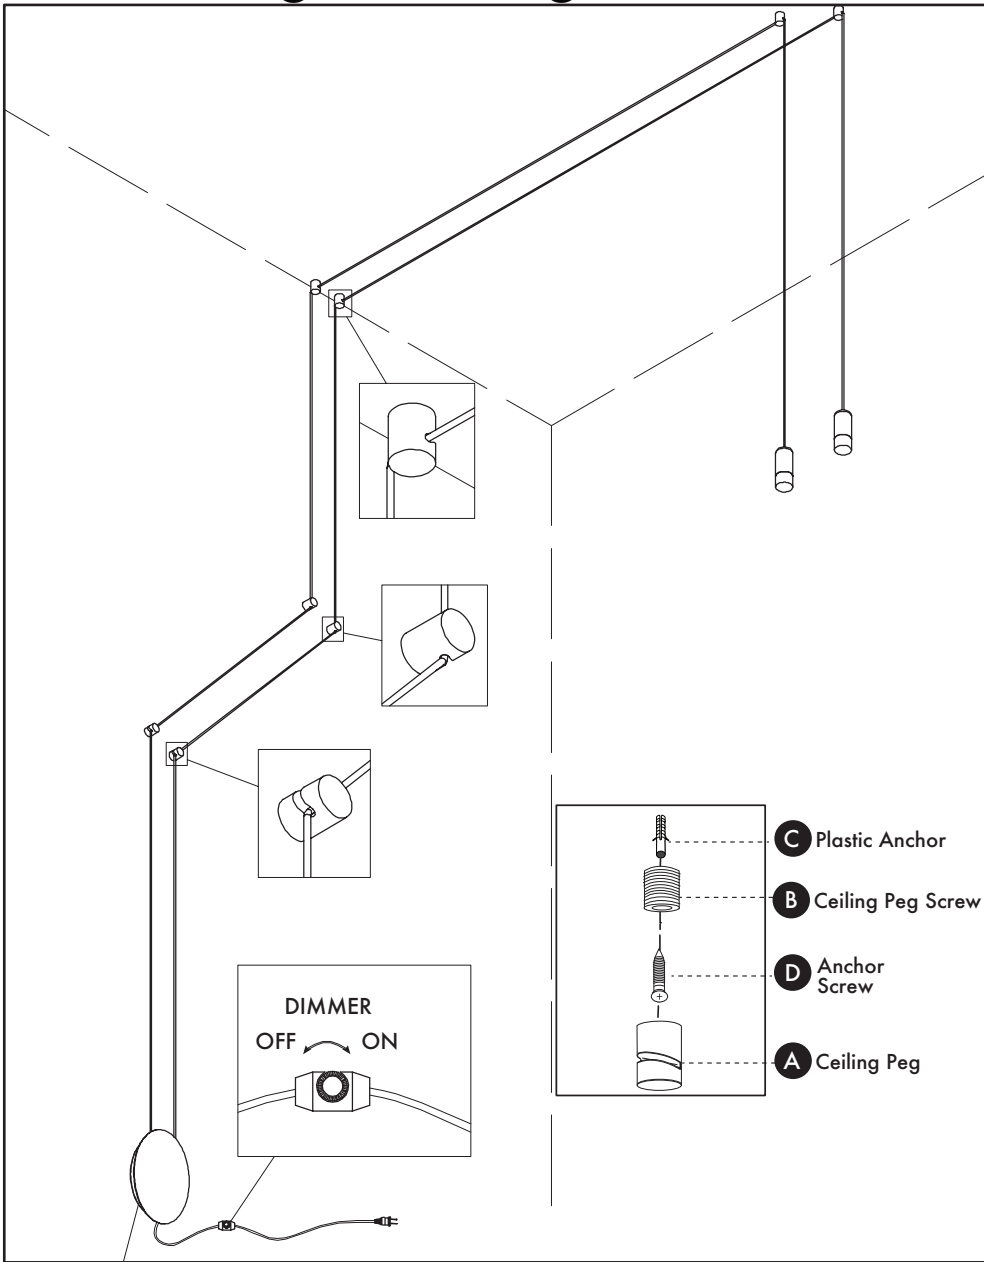 C Plastic Anchor
B Ceiling Peg Screw
D Anchor
Screw
A Ceiling Peg
DIMMER
OFF ON